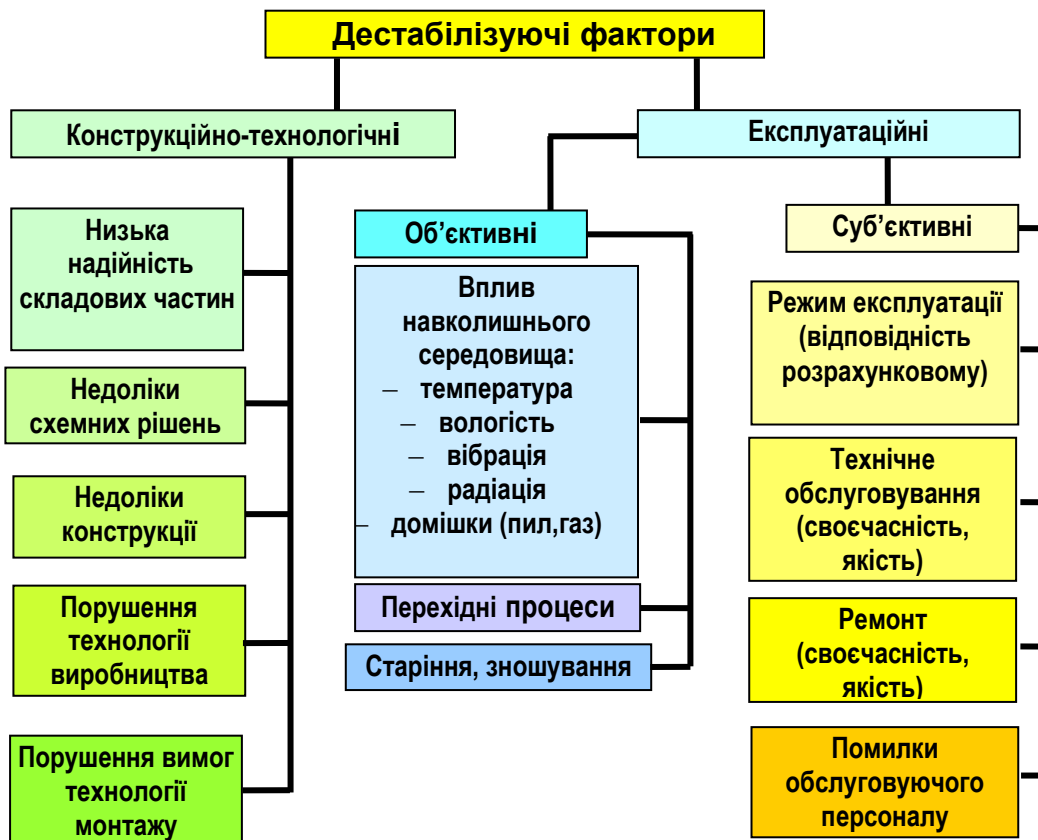 Дестабілізуючі фактори
Конструкційно-технологічні
Експлуатаційні
Низька
надійність
складових частин
Недоліки
схемних рішень
Недоліки
конструкції
Порушення
технології
виробництва
Порушення вимог
технології
монтажу
Об’єктивні
Вплив
навколишнього
середовища:
– температура
– вологість
– вібрація
– радіація
– домішки (пил,газ)
Перехідні процеси
Старіння, зношування
Суб’єктивні
Режим експлуатації
(відповідність
розрахунковому)
Технічне
обслуговування
(своєчасність,
якість)
Ремонт
(своєчасність,
якість)
Помилки
обслуговуючого
персоналу